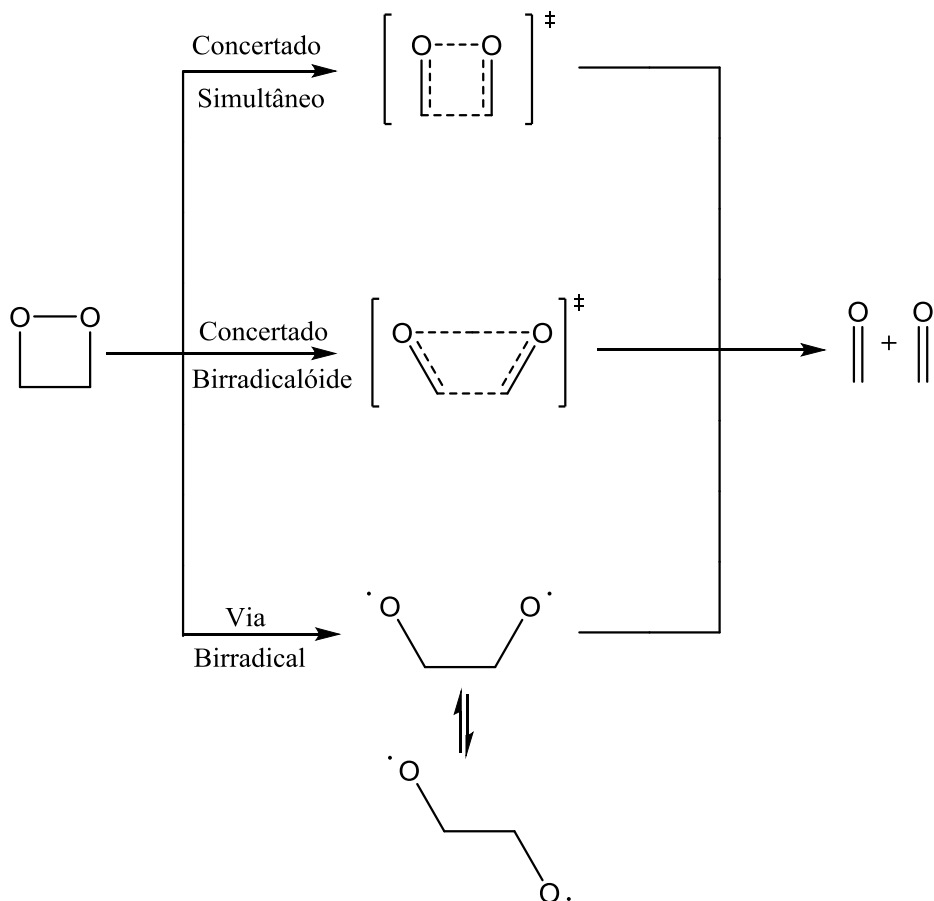 Concertado
Simultâneo
O O ‡
O O
Concertado
Birradicalóide
O O ‡
O + O
Via
Birradical
·O O·
·O
O·